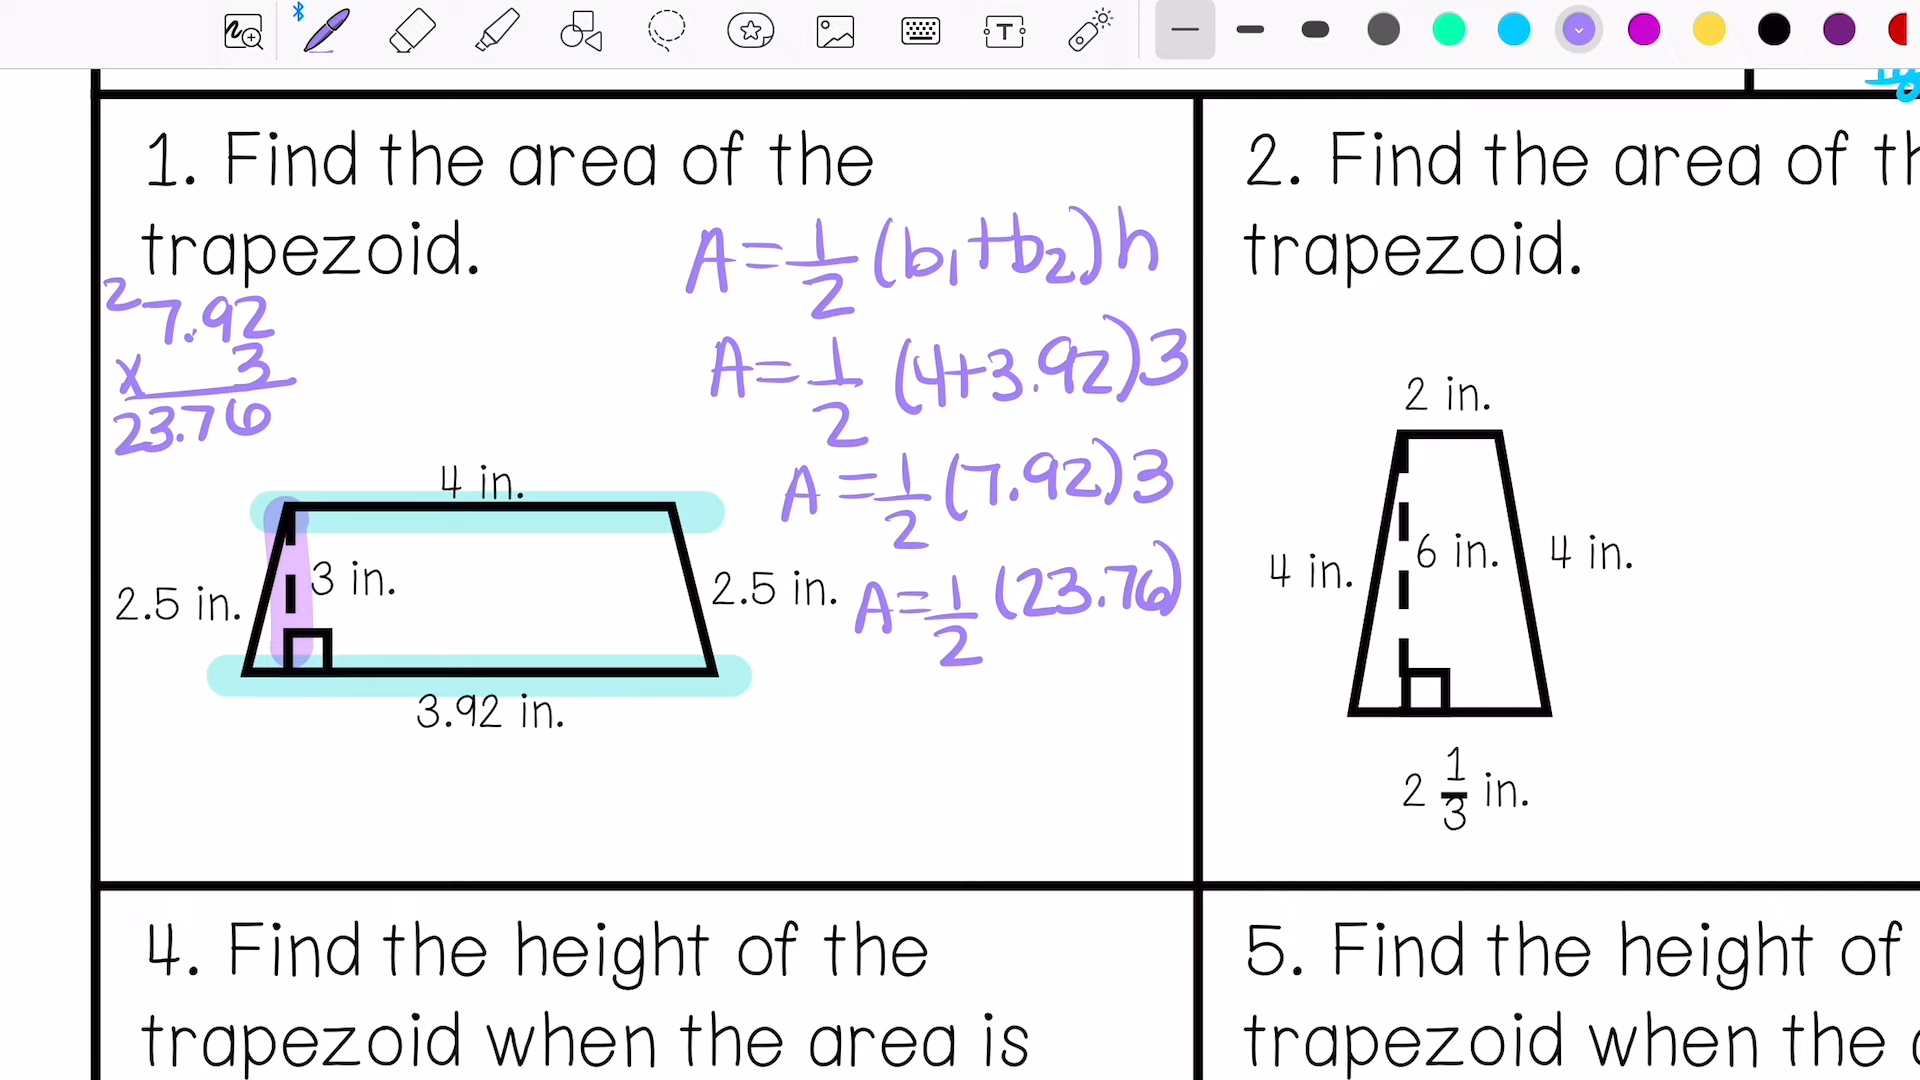 1. Find the area of the
trapezoid.
A=1/2(b₁+b₂)h
2
7.92
x 3
23.76
A=1/2 (4+3.92)3
A=1/2(7.92)3
A=1/2(23.76)
4 in.
3 in.
2.5 in.
2.5 in.
3.92 in.
2. Find the area of th
trapezoid.
2 in.
6 in.
4 in.
4 in.
2 1/3 in.
4. Find the height of the
trapezoid when the area is
5. Find the height of
trapezoid when the
T